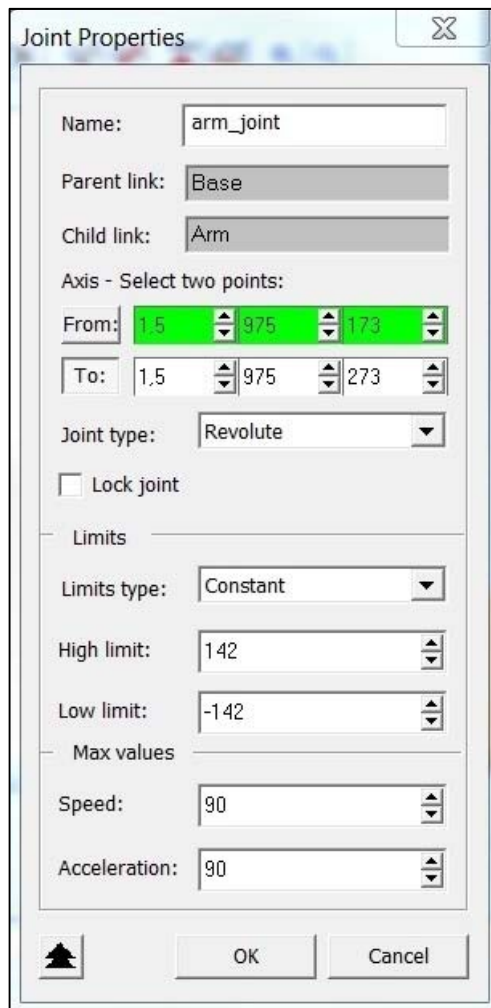 Joint Properties
Name: arm_joint
Parent link: Base
Child link: Arm
Axis - Select two points:
From: 1,5 975 173
To: 1,5 975 273
Joint type: Revolute
Lock joint
Limits
Limits type: Constant
High limit: 142
Low limit: -142
Max values
Speed: 90
Acceleration: 90
OK Cancel